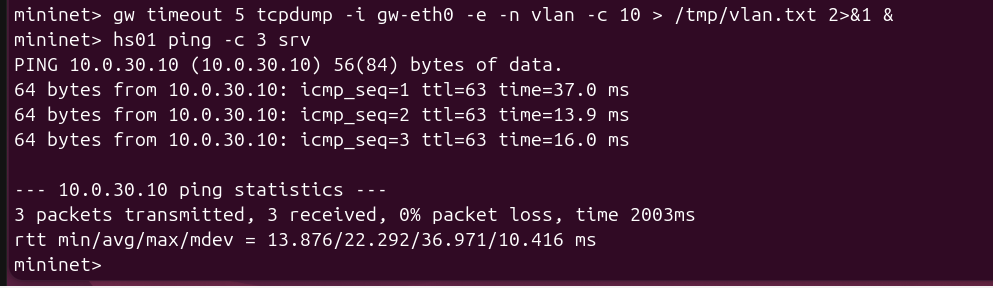 mininet> gw timeout 5 tcpdump -i gw-eth0 -e -n vlan -c 10 > /tmp/vlan.txt 2>&1 &
mininet> hs01 ping -c 3 srv
PING 10.0.30.10 (10.0.30.10) 56(84) bytes of data.
64 bytes from 10.0.30.10: icmp_seq=1 ttl=63 time=37.0 ms
64 bytes from 10.0.30.10: icmp_seq=2 ttl=63 time=13.9 ms
64 bytes from 10.0.30.10: icmp_seq=3 ttl=63 time=16.0 ms

--- 10.0.30.10 ping statistics ---
3 packets transmitted, 3 received, 0% packet loss, time 2003ms
rtt min/avg/max/mdev = 13.876/22.292/36.971/10.416 ms
mininet>